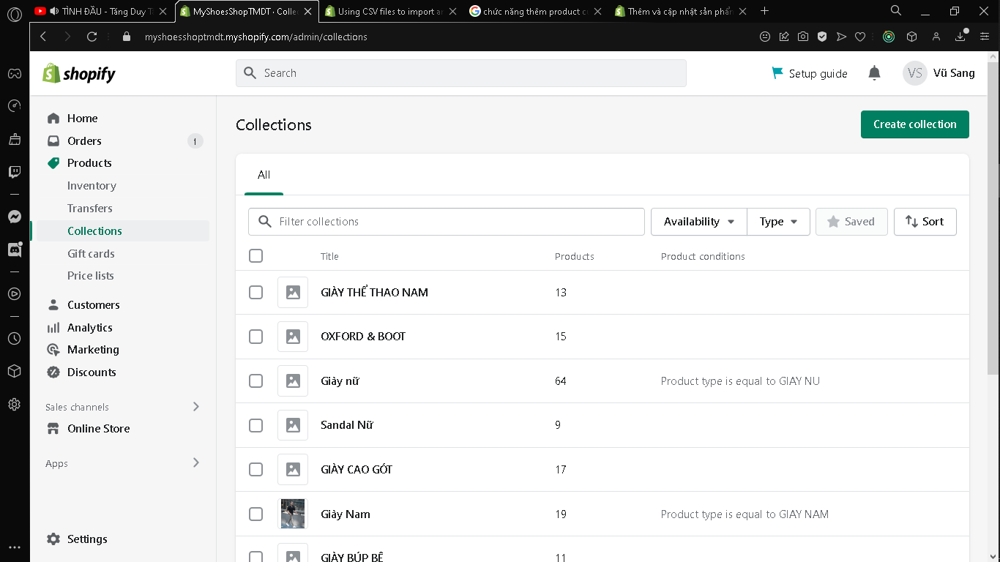 TÌNH ĐẦU - Tăng Duy T
MyShoesShopTMDT · Colle
Using CSV files to import an
chức năng thêm product c
Thêm và cập nhật sản phẩm
myshoesshoptmdt.myshopify.com/admin/collections
shopify
Search
Setup guide
VS
Vũ Sang
Home
Orders
1
Products
Inventory
Transfers
Collections
Gift cards
Price lists
Customers
Analytics
Marketing
Discounts
Sales channels
Online Store
Apps
Settings
Collections
Create collection
All
Filter collections
Availability
Type
Saved
Sort
Title Products Product conditions
GIÀY THỂ THAO NAM 13
OXFORD & BOOT 15
Giày nữ 64 Product type is equal to GIAY NU
Sandal Nữ 9
GIÀY CAO GÓT 17
Giày Nam 19 Product type is equal to GIAY NAM
GIÀY BÚP BÊ 11